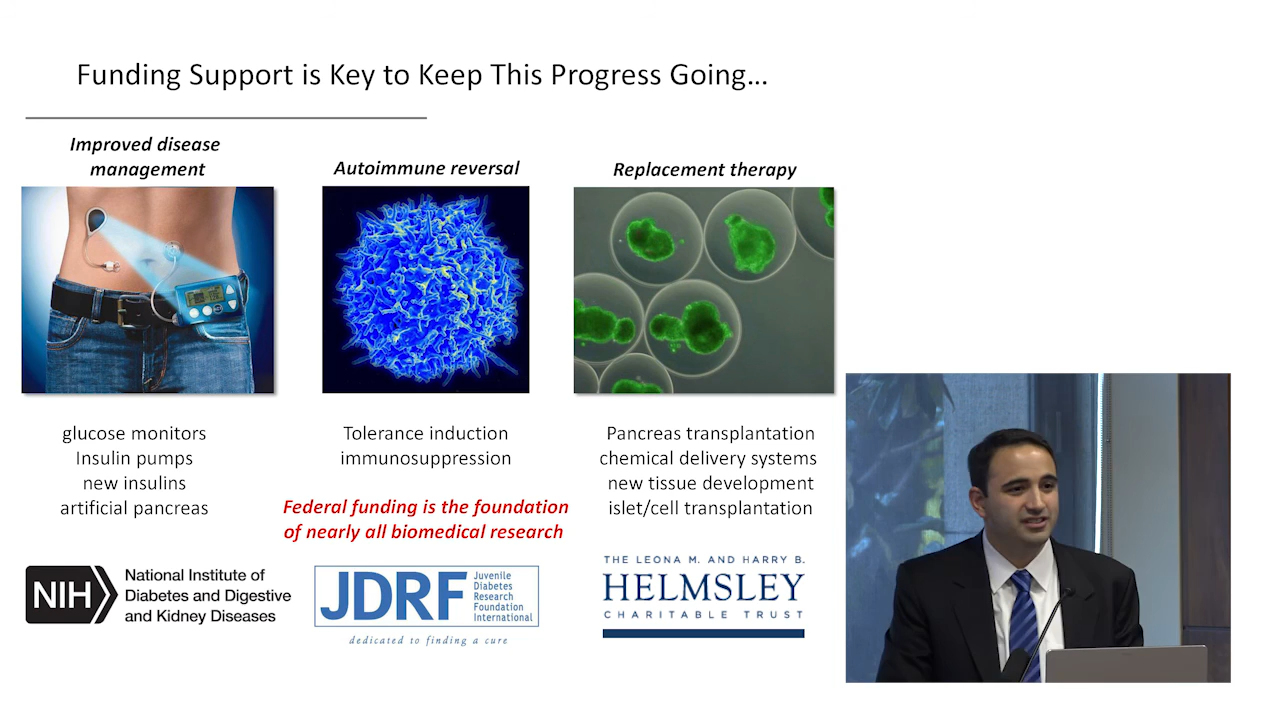 Funding Support is Key to Keep This Progress Going...
Improved disease
management
Autoimmune reversal
Replacement therapy
glucose monitors
Insulin pumps
new insulins
artificial pancreas
Tolerance induction
immunosuppression
Federal funding is the foundation
of nearly all biomedical research
Pancreas transplantation
chemical delivery systems
new tissue development
islet/cell transplantation
NIH
National Institute of
Diabetes and Digestive
and Kidney Diseases
JDRF
Juvenile
Diabetes
Research
Foundation
International
dedicated to finding a cure
THE LEONA M. AND HARRY B.
HELMSLEY
CHARITABLE TRUST